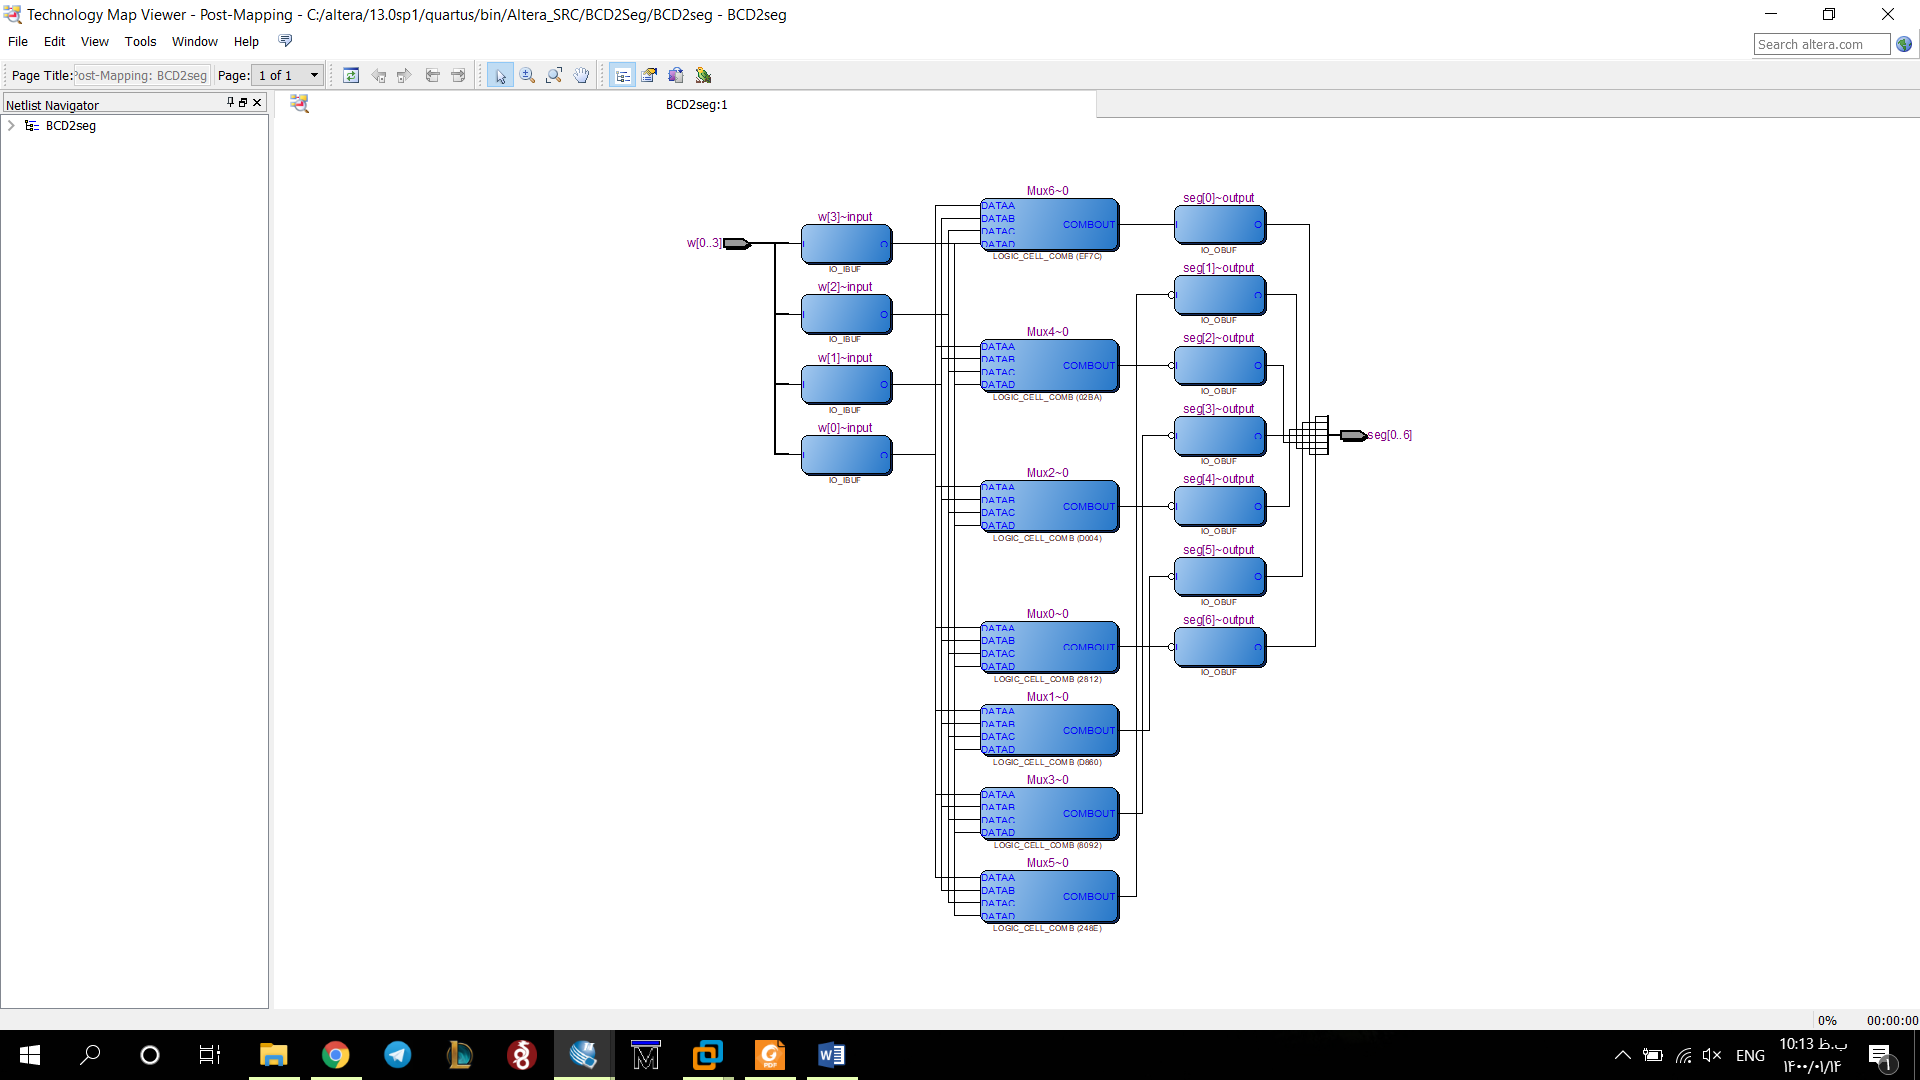 Technology Map Viewer - Post-Mapping - C:/altera/13.0sp1/quartus/bin/Altera_SRC/BCD2Seg/BCD2seg - BCD2seg
File Edit View Tools Window Help
Search altera.com
Page Title: Post-Mapping: BCD2seg Page: 1 of 1
Netlist Navigator
BCD2seg
BCD2seg:1
w[0..3]
w[3]~input
I O
IO_IBUF
w[2]~input
I O
IO_IBUF
w[1]~input
I O
IO_IBUF
w[0]~input
I O
IO_IBUF
Mux6~0
DATAA
DATAB
DATAC
DATAD
COMBOUT
LOGIC_CELL_COMB (EF7C)
Mux4~0
DATAA
DATAB
DATAC
DATAD
COMBOUT
LOGIC_CELL_COMB (02BA)
Mux2~0
DATAA
DATAB
DATAC
DATAD
COMBOUT
LOGIC_CELL_COMB (D004)
Mux0~0
DATAA
DATAB
DATAC
DATAD
COMBOUT
LOGIC_CELL_COMB (2812)
Mux1~0
DATAA
DATAB
DATAC
DATAD
COMBOUT
LOGIC_CELL_COMB (D860)
Mux3~0
DATAA
DATAB
DATAC
DATAD
COMBOUT
LOGIC_CELL_COMB (8092)
Mux5~0
DATAA
DATAB
DATAC
DATAD
COMBOUT
LOGIC_CELL_COMB (248E)
seg[0]~output
I O
IO_OBUF
seg[1]~output
I O
IO_OBUF
seg[2]~output
I O
IO_OBUF
seg[3]~output
I O
IO_OBUF
seg[4]~output
I O
IO_OBUF
seg[5]~output
I O
IO_OBUF
seg[6]~output
I O
IO_OBUF
seg[0..6]
0% 00:00:00
ENG
10:13 ب.ظ
۱۴۰۰/۰۱/۱۴
۱